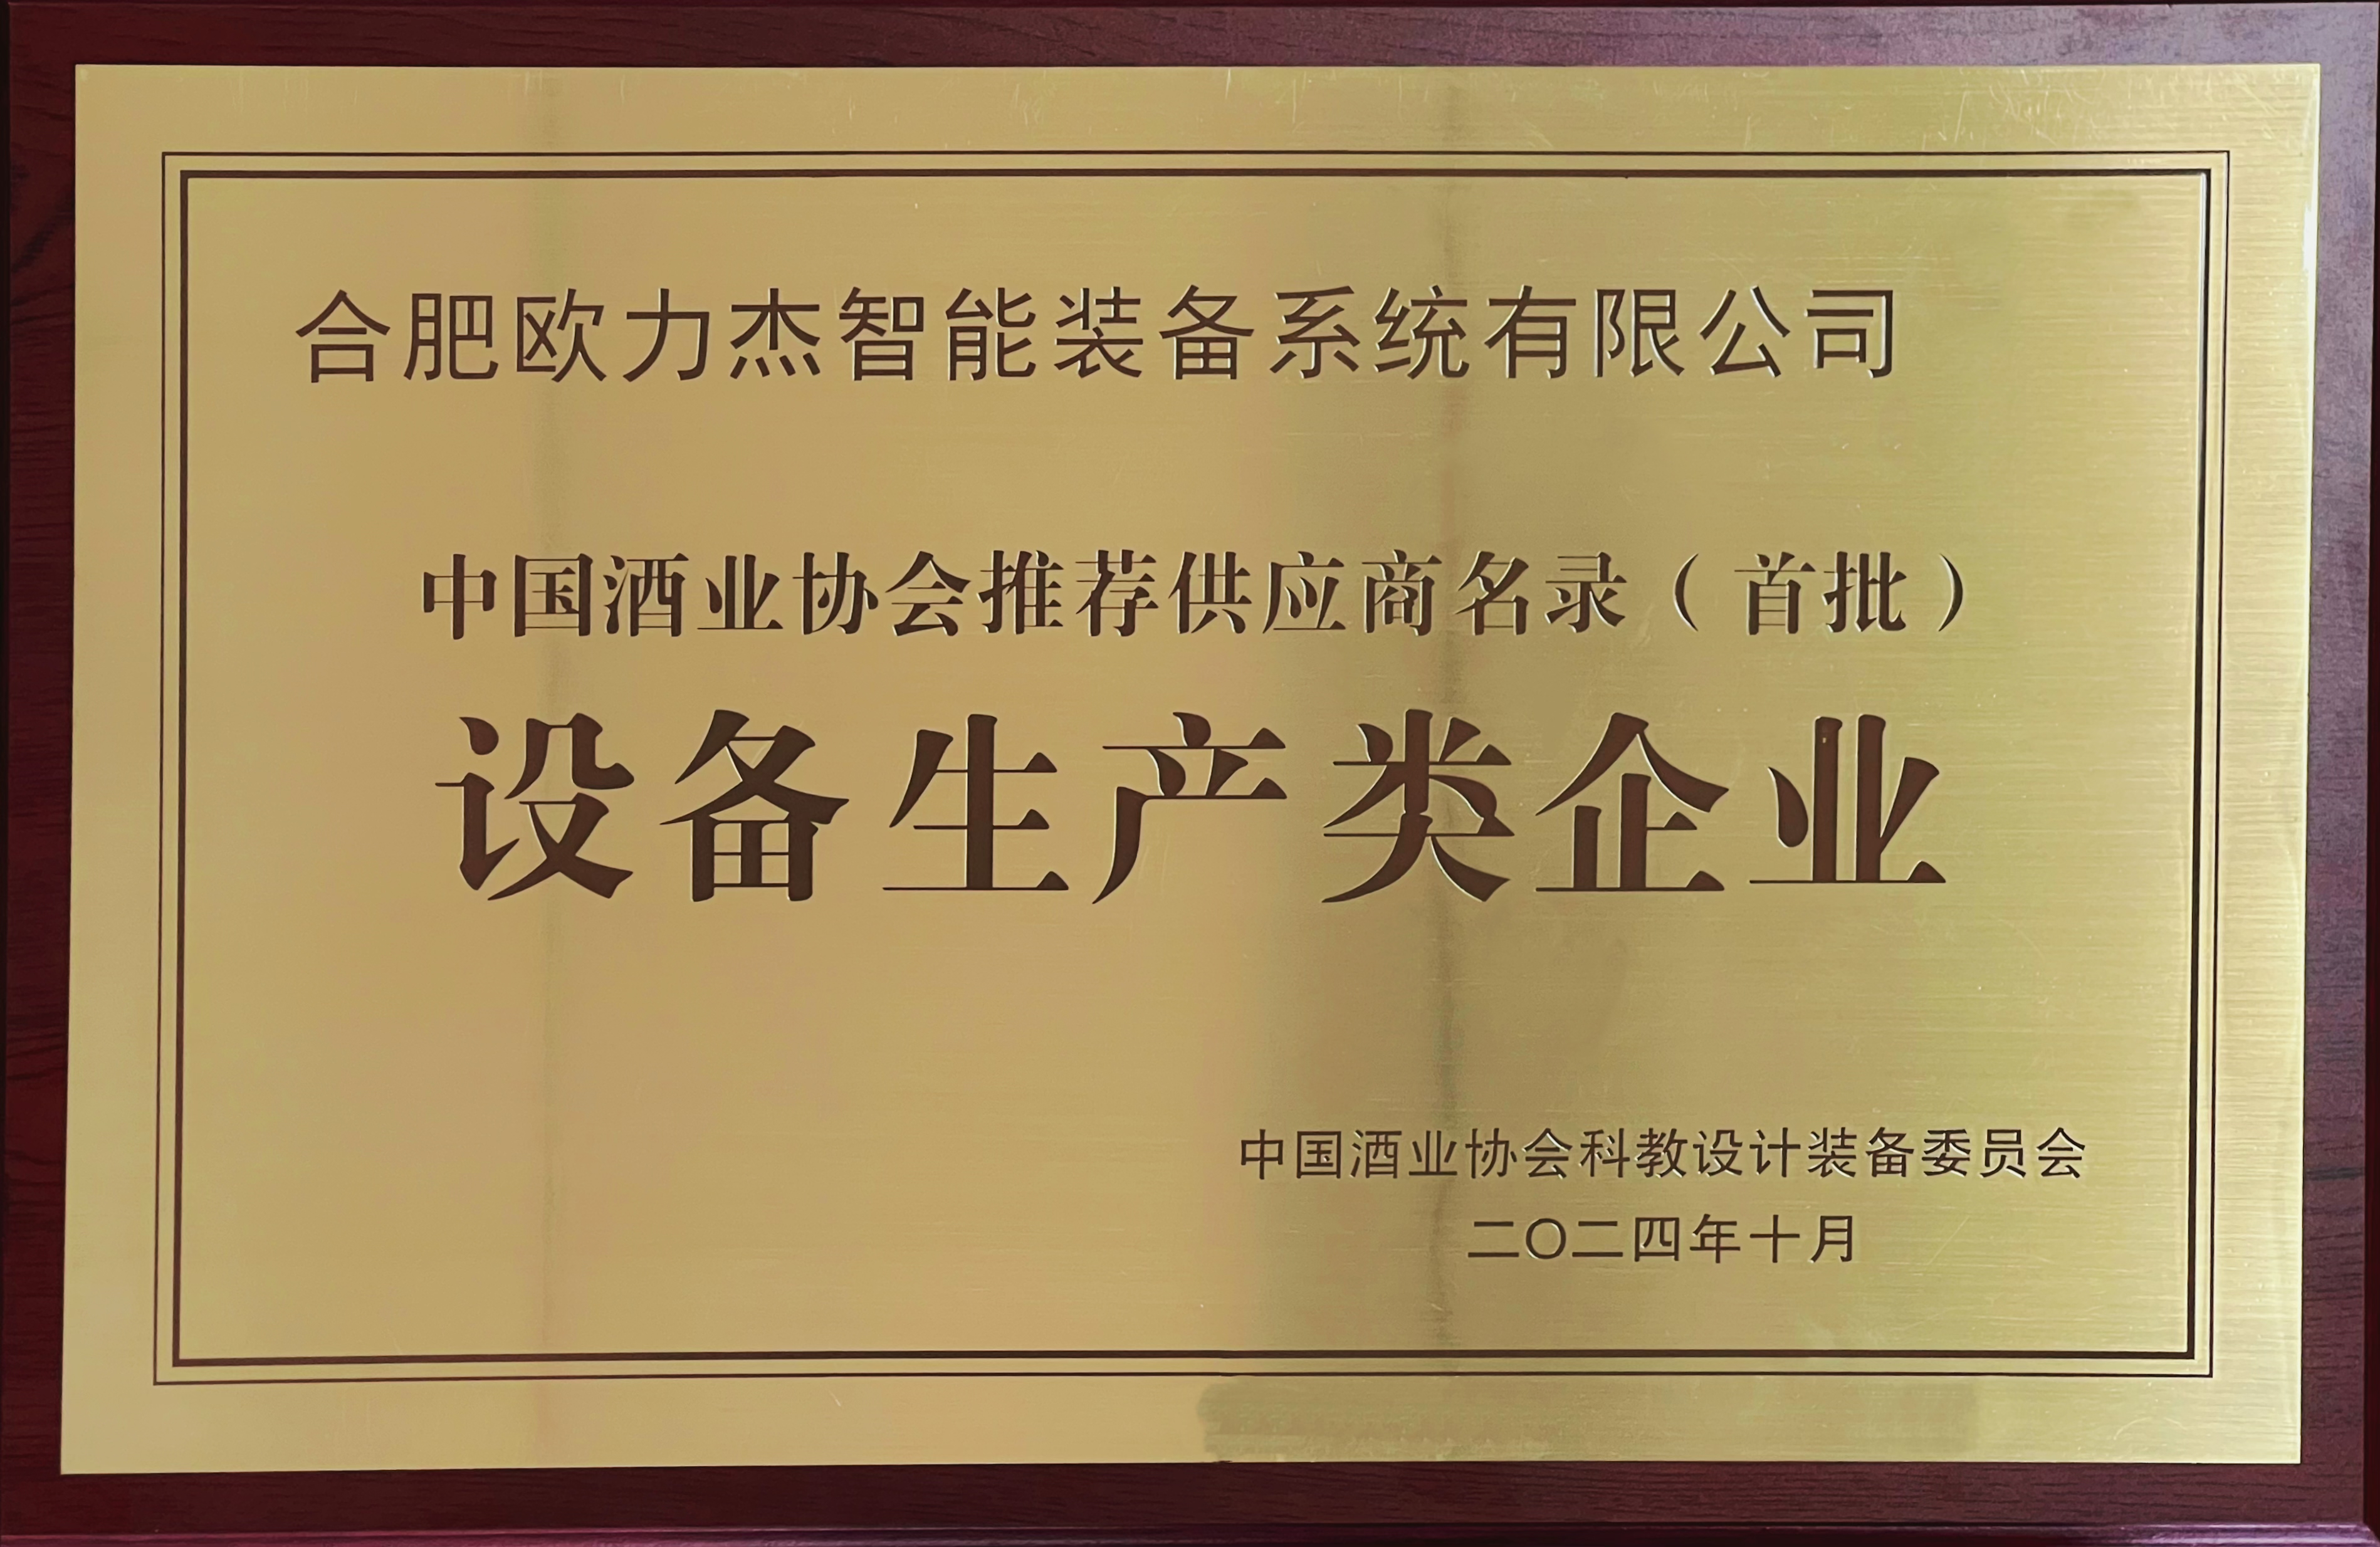 合肥欧力杰智能装备系统有限公司
中国酒业协会推荐供应商名录（首批）
设备生产类企业
中国酒业协会科教设计装备委员会
二〇二四年十月